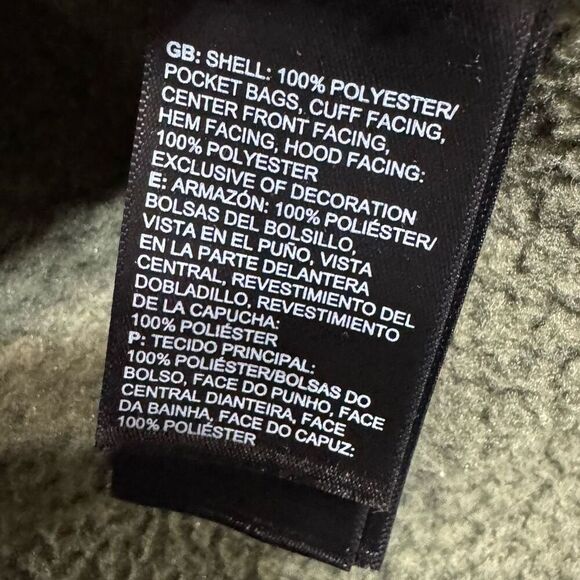 GB: SHELL: 100% POLYESTER/
POCKET BAGS, CUFF FACING,
CENTER FRONT FACING,
HEM FACING, HOOD FACING:
100% POLYESTER
EXCLUSIVE OF DECORATION
E: ARMAZÓN: 100% POLIÉSTER/
BOLSAS DEL BOLSILLO,
VISTA EN EL PUÑO, VISTA
EN LA PARTE DELANTERA
CENTRAL, REVESTIMIENTO DEL
DOBLADILLO, REVESTIMIENTO
DE LA CAPUCHA:
100% POLIÉSTER
P: TECIDO PRINCIPAL:
100% POLIÉSTER/BOLSAS DO
BOLSO, FACE DO PUNHO, FACE
CENTRAL DIANTEIRA, FACE
DA BAINHA, FACE DO CAPUZ:
100% POLIÉSTER